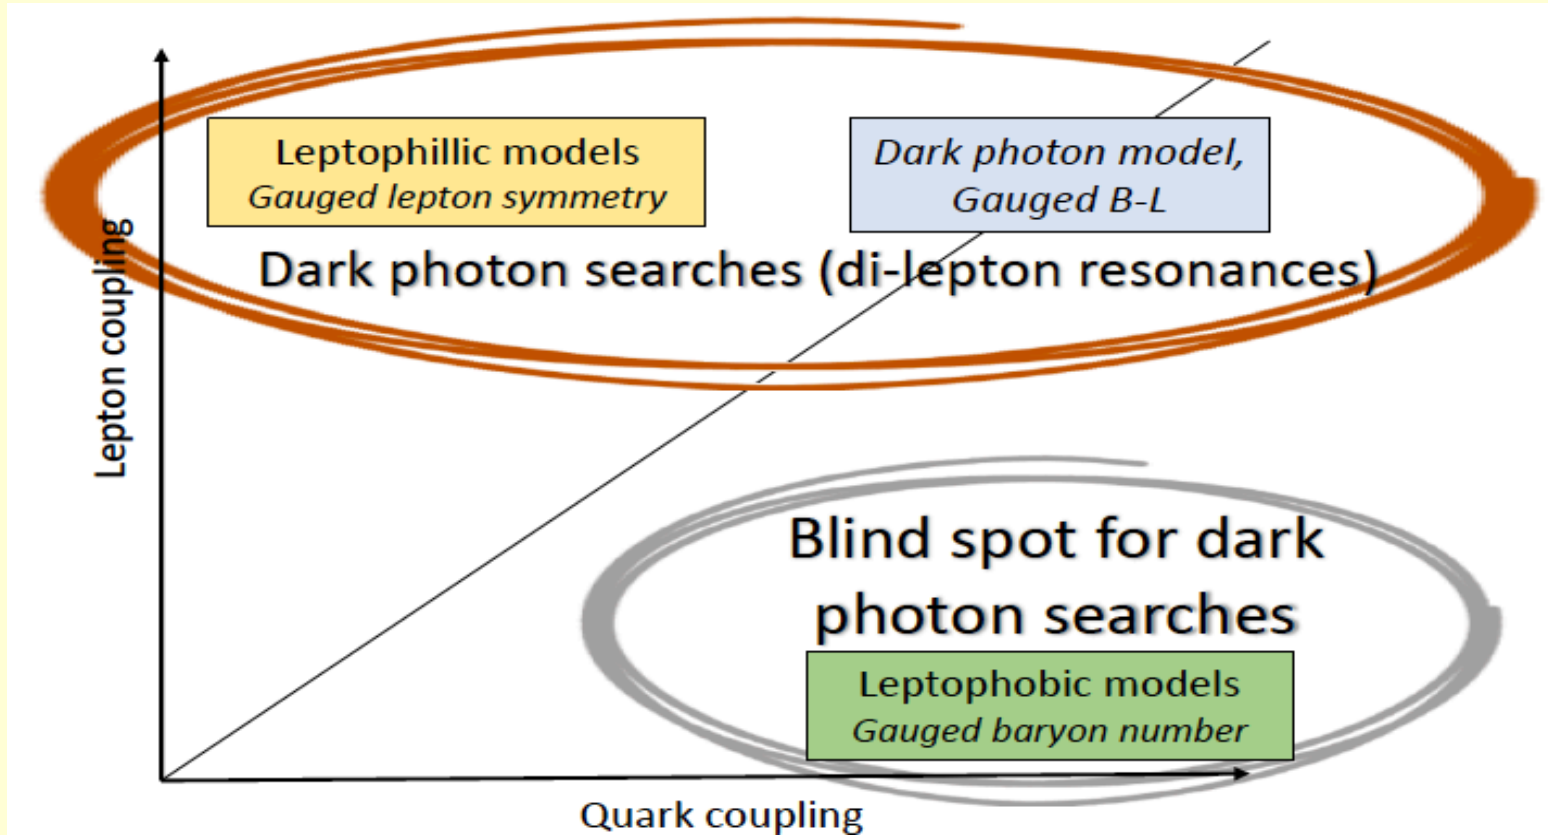 Leptophillic models
Gauged lepton symmetry
Dark photon model,
Gauged B-L
Dark photon searches (di-lepton resonances)
Lepton coupling
Blind spot for dark
photon searches
Leptophobic models
Gauged baryon number
Quark coupling